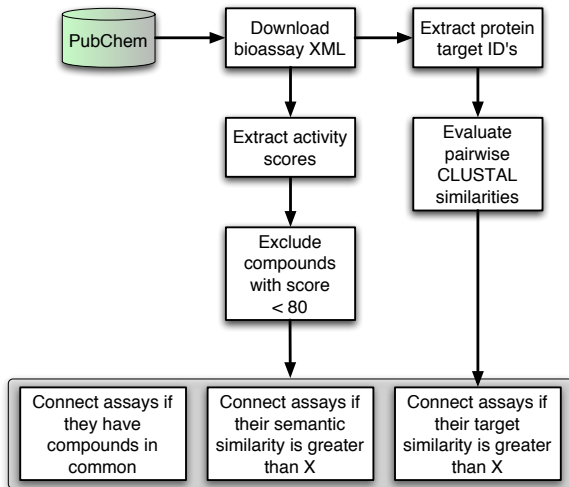 PubChem
Download
bioassay XML
Extract protein
target ID's
Extract activity
scores
Evaluate
pairwise
CLUSTAL
similarities
Exclude
compounds
with score
< 80
Connect assays if
they have
compounds in
common
Connect assays if
their semantic
similarity is greater
than X
Connect assays if
their target
similarity is greater
than X